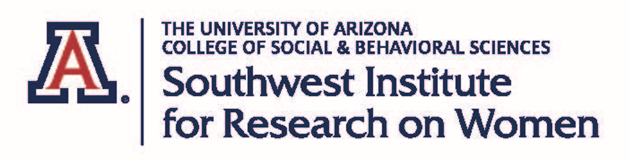 A
THE UNIVERSITY OF ARIZONA
COLLEGE OF SOCIAL & BEHAVIORAL SCIENCES
Southwest Institute
for Research on Women